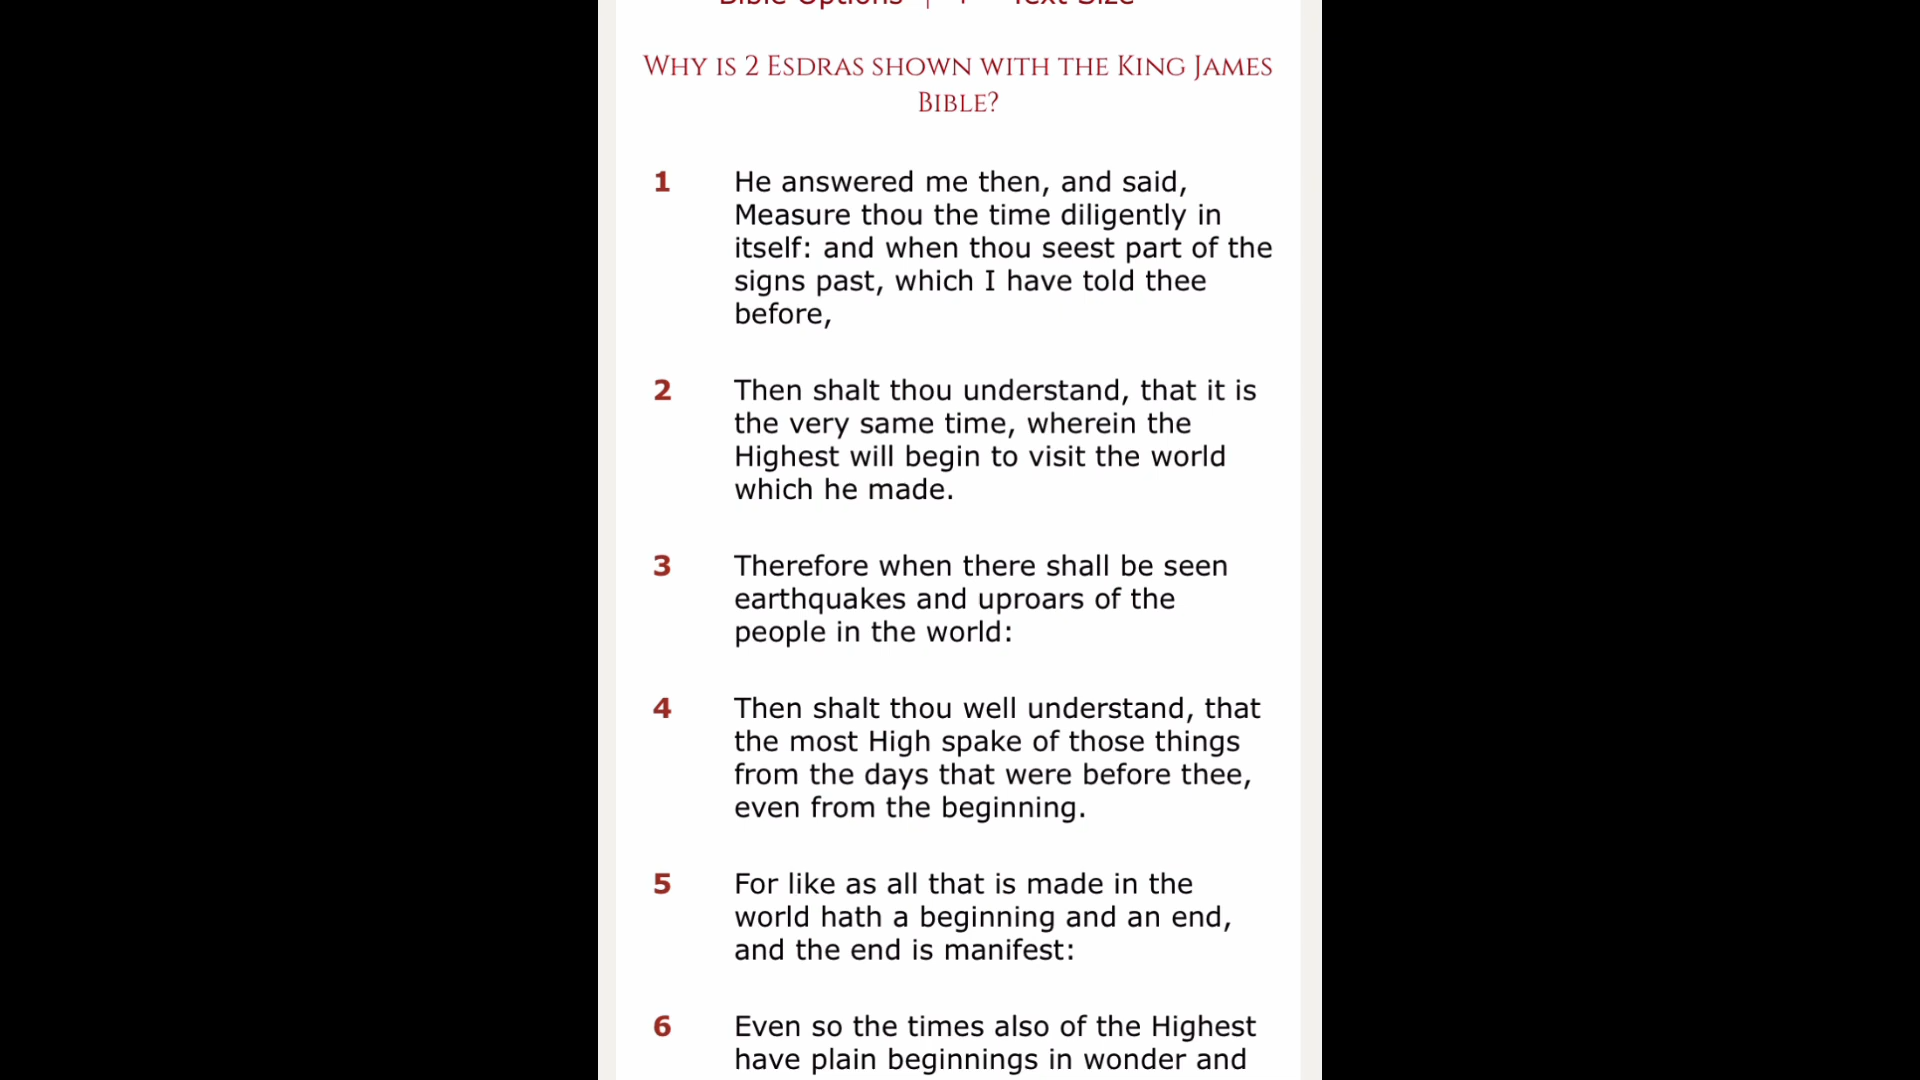 Bible Options | + - Text Size
Why is 2 Esdras shown with the King James
Bible?
1 He answered me then, and said,
Measure thou the time diligently in
itself: and when thou seest part of the
signs past, which I have told thee
before,
2 Then shalt thou understand, that it is
the very same time, wherein the
Highest will begin to visit the world
which he made.
3 Therefore when there shall be seen
earthquakes and uproars of the
people in the world:
4 Then shalt thou well understand, that
the most High spake of those things
from the days that were before thee,
even from the beginning.
5 For like as all that is made in the
world hath a beginning and an end,
and the end is manifest:
6 Even so the times also of the Highest
have plain beginnings in wonder and